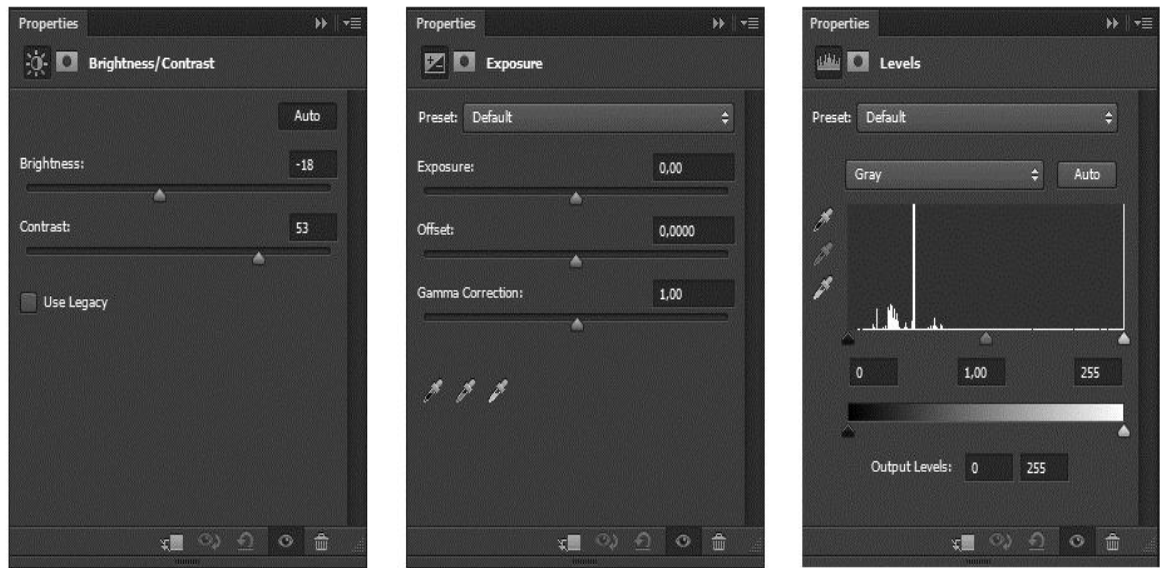 Properties
Brightness/Contrast
Auto
Brightness: -18
Contrast: 53
Use Legacy
Properties
Exposure
Preset: Default
Exposure: 0,00
Offset: 0,0000
Gamma Correction: 1,00
Properties
Levels
Preset: Default
Gray Auto
0 1,00 255
Output Levels: 0 255